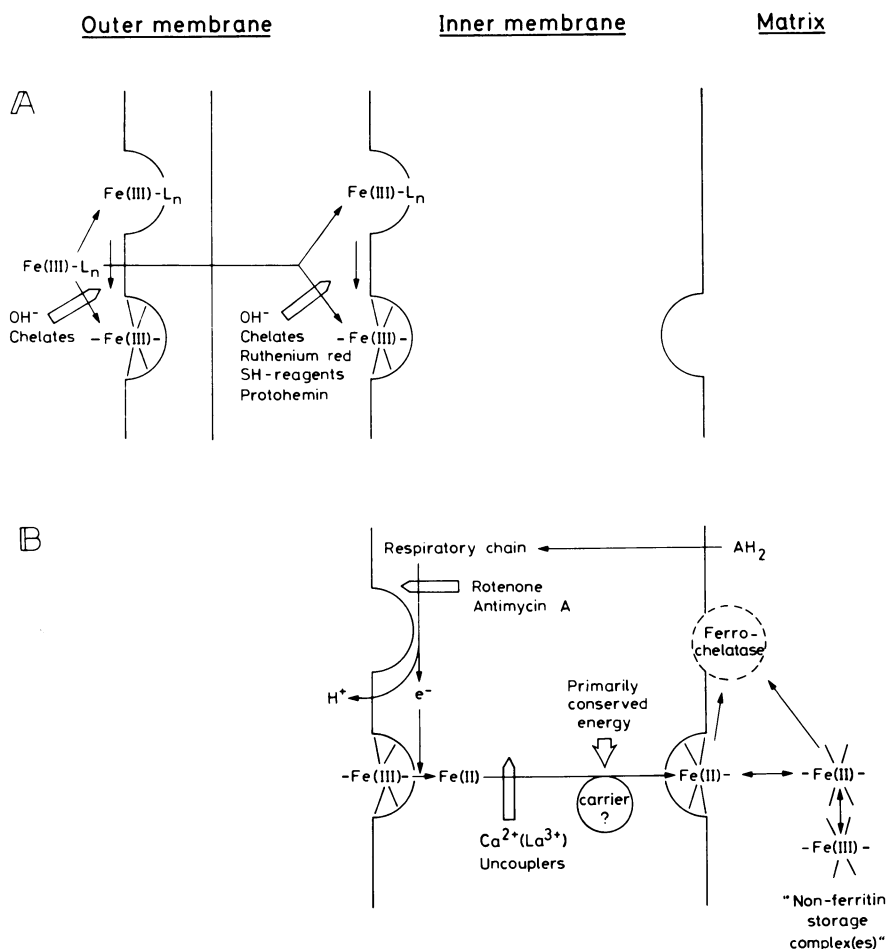 Outer membrane
Inner membrane
Matrix
A
Fe(III)-Ln
Fe(III)-Ln
Fe(III)-Ln
OH⁻
Chelates
-Fe(III)-
OH⁻
Chelates
Ruthenium red
SH-reagents
Protohemin
-Fe(III)-
B
Respiratory chain
AH₂
Rotenone
Antimycin A
Ferro-
chelatase
H⁺
e⁻
Primarily
conserved
energy
-Fe(III)-
Fe(II)
carrier
?
Fe(II)-
-Fe(II)-
Ca²⁺(La³⁺)
Uncouplers
-Fe(III)-
"Non-ferritin
storage
complex(es)"